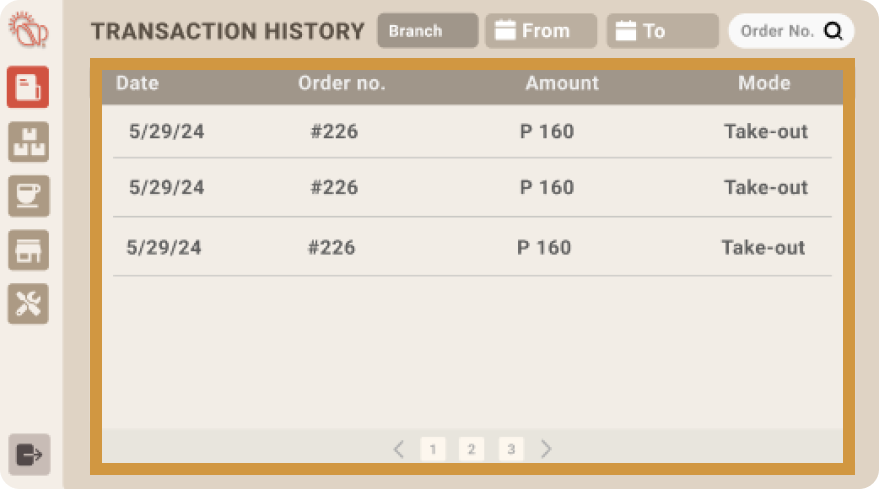 TRANSACTION HISTORY Branch From To Order No.
Date Order no. Amount Mode
5/29/24 #226 P 160 Take-out
5/29/24 #226 P 160 Take-out
5/29/24 #226 P 160 Take-out
1 2 3